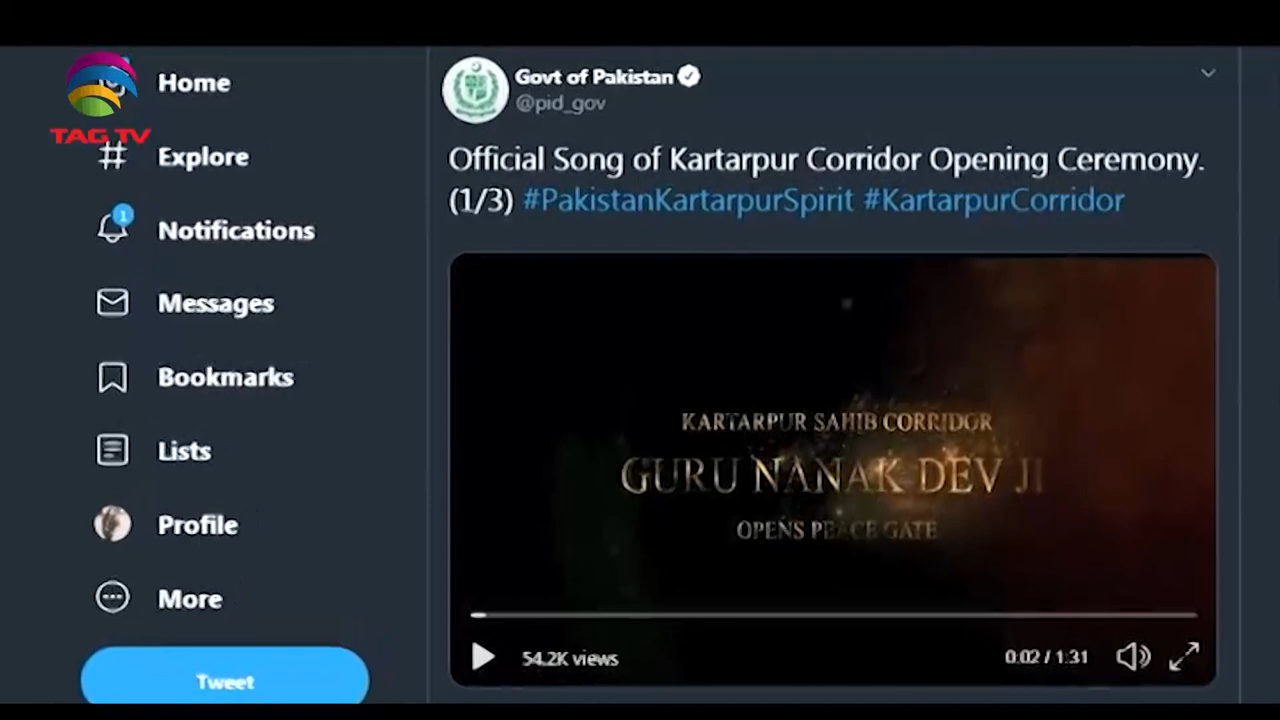 TAG TV
Home
Explore
1
Notifications
Messages
Bookmarks
Lists
Profile
More
Tweet
Govt of Pakistan
@pid_gov
Official Song of Kartarpur Corridor Opening Ceremony.
(1/3) #PakistanKartarpurSpirit #KartarpurCorridor
KARTARPUR SAHIB CORRIDOR
GURU NANAK DEV JI
OPENS PEACE GATE
54.2K views
0:02 / 1:31